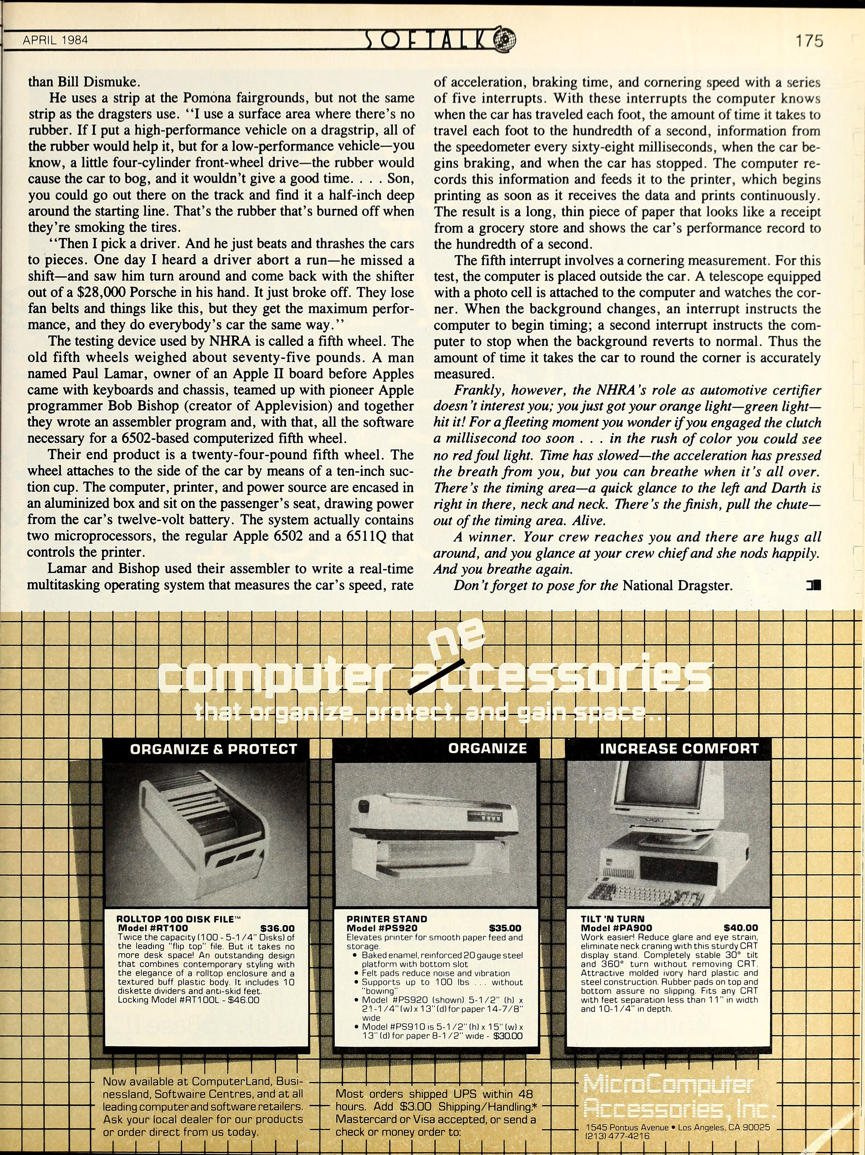 APRIL 1984
SOFTALK
175
than Bill Dismuke.
He uses a strip at the Pomona fairgrounds, but not the same
strip as the dragsters use. "I use a surface area where there's no
rubber. If I put a high-performance vehicle on a dragstrip, all of
the rubber would help it, but for a low-performance vehicle—you
know, a little four-cylinder front-wheel drive—the rubber would
cause the car to bog, and it wouldn't give a good time. . . . Son,
you could go out there on the track and find it a half-inch deep
around the starting line. That's the rubber that's burned off when
they're smoking the tires.
"Then I pick a driver. And he just beats and thrashes the cars
to pieces. One day I heard a driver abort a run—he missed a
shift—and saw him turn around and come back with the shifter
out of a $28,000 Porsche in his hand. It just broke off. They lose
fan belts and things like this, but they get the maximum perfor-
mance, and they do everybody's car the same way."
The testing device used by NHRA is called a fifth wheel. The
old fifth wheels weighed about seventy-five pounds. A man
named Paul Lamar, owner of an Apple II board before Apples
came with keyboards and chassis, teamed up with pioneer Apple
programmer Bob Bishop (creator of Applevision) and together
they wrote an assembler program and, with that, all the software
necessary for a 6502-based computerized fifth wheel.
Their end product is a twenty-four-pound fifth wheel. The
wheel attaches to the side of the car by means of a ten-inch suc-
tion cup. The computer, printer, and power source are encased in
an aluminized box and sit on the passenger's seat, drawing power
from the car's twelve-volt battery. The system actually contains
two microprocessors, the regular Apple 6502 and a 6511Q that
controls the printer.
Lamar and Bishop used their assembler to write a real-time
multitasking operating system that measures the car's speed, rate
of acceleration, braking time, and cornering speed with a series
of five interrupts. With these interrupts the computer knows
when the car has traveled each foot, the amount of time it takes to
travel each foot to the hundredth of a second, information from
the speedometer every sixty-eight milliseconds, when the car be-
gins braking, and when the car has stopped. The computer re-
cords this information and feeds it to the printer, which begins
printing as soon as it receives the data and prints continuously.
The result is a long, thin piece of paper that looks like a receipt
from a grocery store and shows the car's performance record to
the hundredth of a second.
The fifth interrupt involves a cornering measurement. For this
test, the computer is placed outside the car. A telescope equipped
with a photo cell is attached to the computer and watches the cor-
ner. When the background changes, an interrupt instructs the
computer to begin timing; a second interrupt instructs the com-
puter to stop when the background reverts to normal. Thus the
amount of time it takes the car to round the corner is accurately
measured.
Frankly, however, the NHRA's role as automotive certifier
doesn't interest you; you just got your orange light—green light—
hit it! For a fleeting moment you wonder if you engaged the clutch
a millisecond too soon . . . in the rush of color you could see
no red foul light. Time has slowed—the acceleration has pressed
the breath from you, but you can breathe when it's all over.
There's the timing area—a quick glance to the left and Darth is
right in there, neck and neck. There's the finish, pull the chute—
out of the timing area. Alive.
A winner. Your crew reaches you and there are hugs all
around, and you glance at your crew chief and she nods happily.
And you breathe again.
Don't forget to pose for the National Dragster.
ne
computer accessories
that organize, protect, and gain space...
ORGANIZE & PROTECT
ROLLTOP 100 DISK FILE™
Model #RT100 $36.00
Twice the capacity (100 - 5-1/4" Disks) of
the leading "flip top" file. But it takes no
more desk space! An outstanding design
that combines contemporary styling with
the elegance of a rolltop enclosure and a
textured buff plastic body. It includes 10
diskette dividers and anti-skid feet.
Locking Model #RT100L - $46.00
ORGANIZE
PRINTER STAND
Model #PS920 $35.00
Elevates printer for smooth paper feed and
storage.
• Baked enamel, reinforced 20 gauge steel
platform with bottom slot
• Felt pads reduce noise and vibration
• Supports up to 100 lbs ... without
"bowing"
• Model #PS920 (shown) 5-1/2" (h) x
21-1/4" (w) x 13" (d) for paper 14-7/8"
wide
• Model #PS910 is 5-1/2" (h) x 15" (w) x
13" (d) for paper 8-1/2" wide - $30.00
INCREASE COMFORT
TILT 'N TURN
Model #PA900 $40.00
Work easier! Reduce glare and eye strain,
eliminate neck craning with this sturdy CRT
display stand. Completely stable 30° tilt
and 360° turn without removing CRT.
Attractive molded ivory hard plastic and
steel construction. Rubber pads on top and
bottom assure no slipping. Fits any CRT
with feet separation less than 11" in width
and 10-1/4" in depth.
Now available at ComputerLand, Busi-
nessland, Softwaire Centres, and at all
leading computer and software retailers.
Ask your local dealer for our products
or order direct from us today.
Most orders shipped UPS within 48
hours. Add $3.00 Shipping/Handling.*
Mastercard or Visa accepted, or send a
check or money order to:
MicroComputer
Accessories, Inc.
1545 Pontius Avenue • Los Angeles, CA 90025
(213) 477-4216